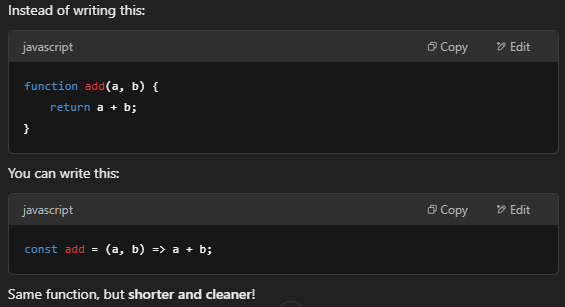 Instead of writing this:
javascript Copy Edit
function add(a, b) {
    return a + b;
}
You can write this:
javascript Copy Edit
const add = (a, b) => a + b;
Same function, but shorter and cleaner!